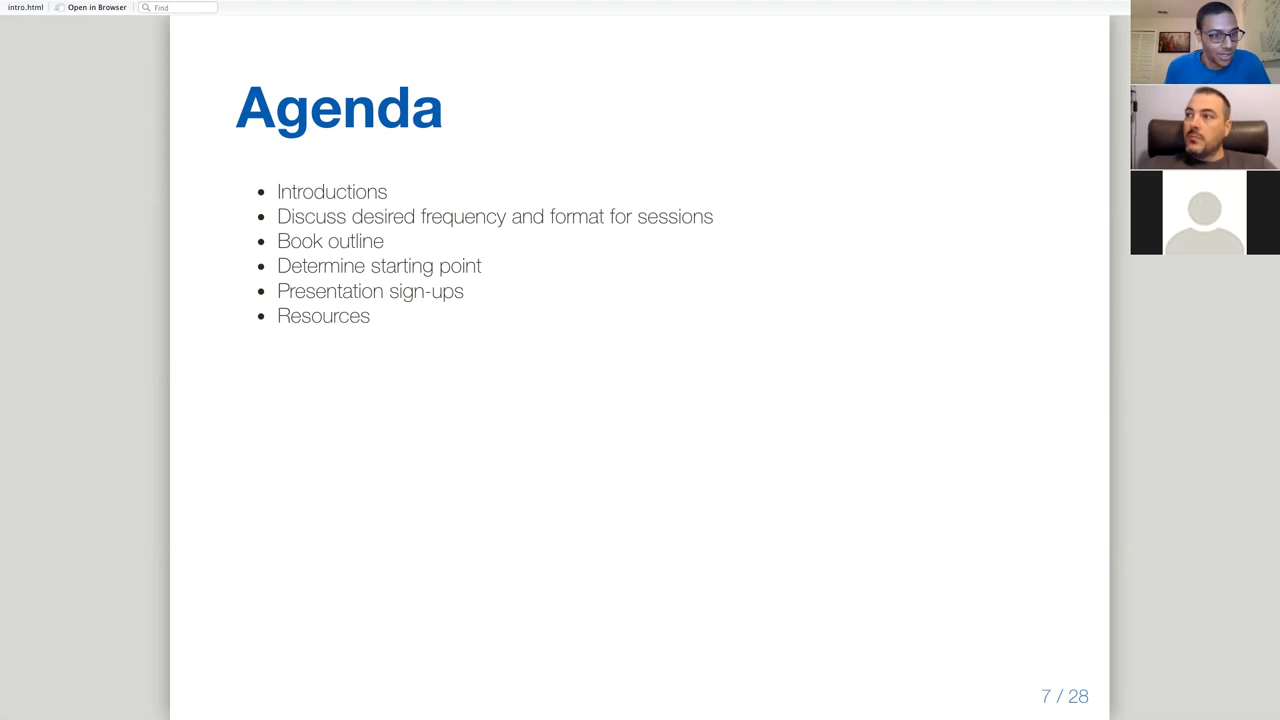 intro.html Open in Browser Find
Agenda
Introductions
Discuss desired frequency and format for sessions
Book outline
Determine starting point
Presentation sign-ups
Resources
7 / 28